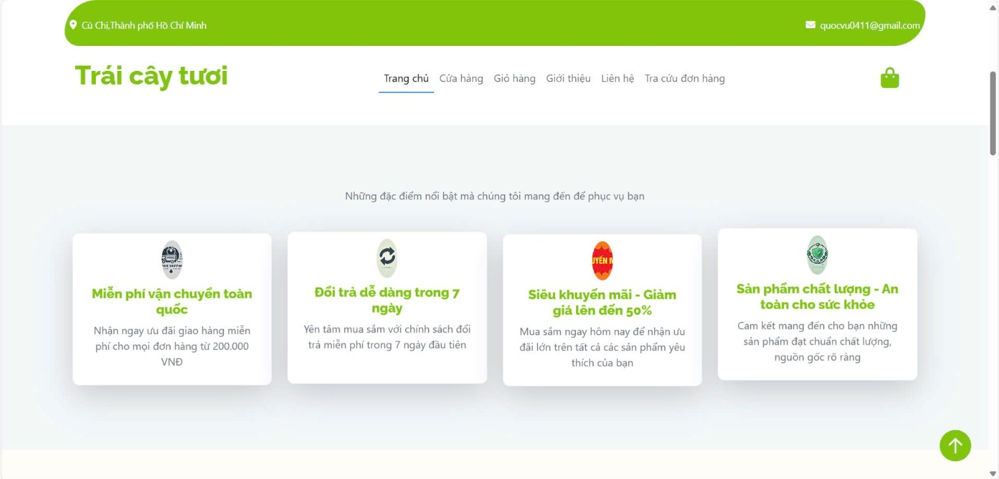 Củ Chi,Thành phố Hồ Chí Minh
quocvu0411@gmail.com
Trái cây tươi
Trang chủ Cửa hàng Giỏ hàng Giới thiệu Liên hệ Tra cứu đơn hàng
Những đặc điểm nổi bật mà chúng tôi mang đến để phục vụ bạn
Miễn phí vận chuyển toàn
quốc
Nhận ngay ưu đãi giao hàng miễn
phí cho mọi đơn hàng từ 200.000
VNĐ
Đổi trả dễ dàng trong 7
ngày
Yên tâm mua sắm với chính sách đổi
trả miễn phí trong 7 ngày đầu tiên
UYẾN M
Siêu khuyến mãi - Giảm
giá lên đến 50%
Mua sắm ngay hôm nay để nhận ưu
đãi lớn trên tất cả các sản phẩm yêu
thích của bạn
Sản phẩm chất lượng - An
toàn cho sức khỏe
Cam kết mang đến cho bạn những
sản phẩm đạt chuẩn chất lượng,
nguồn gốc rõ ràng